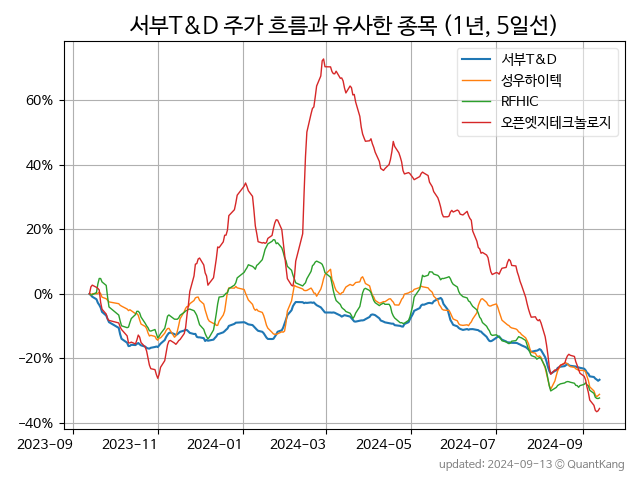 서부T&D 주가 흐름과 유사한 종목 (1년, 5일선)
서부T&D
성우하이텍
RFHIC
오픈엣지테크놀로지
60%
40%
20%
0%
−20%
−40%
2023-09 2023-11 2024-01 2024-03 2024-05 2024-07 2024-09
updated: 2024-09-13 © QuantKang